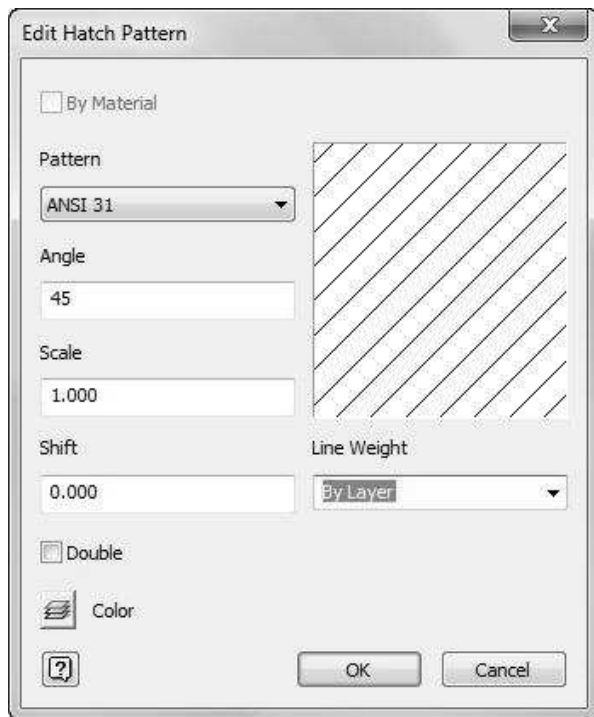 Edit Hatch Pattern
X
By Material
Pattern
ANSI 31
Angle
45
Scale
1.000
Shift
Line Weight
0.000
By Layer
Double
Color
?
OK
Cancel